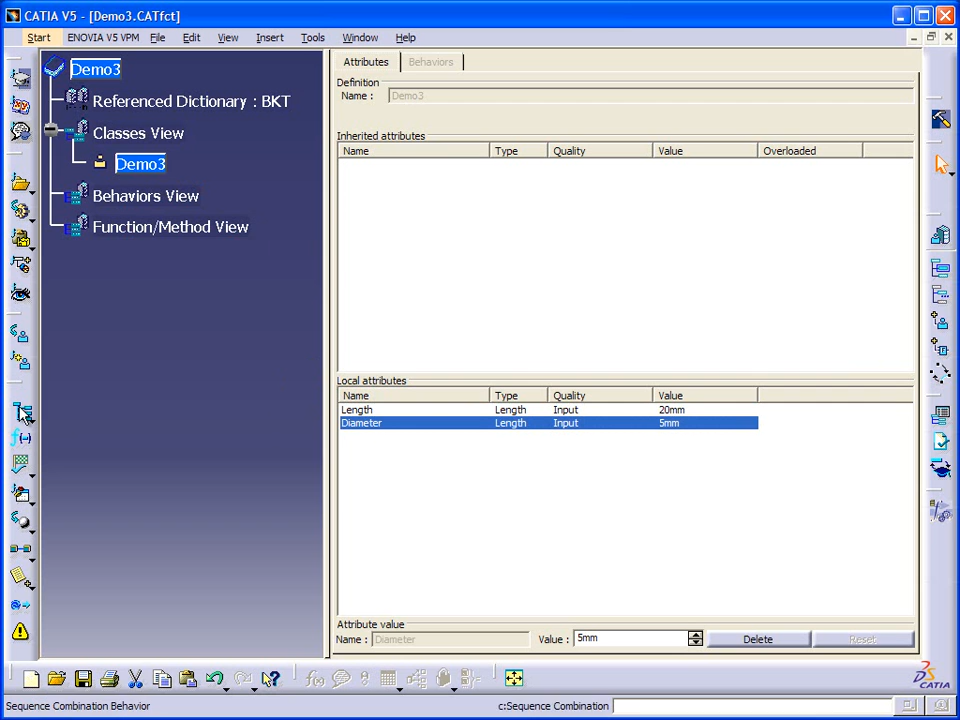 CATIA V5 - [Demo3.CATfct]
Start ENOVIA V5 VPM File Edit View Insert Tools Window Help
Demo3
Referenced Dictionary : BKT
Classes View
Demo3
Behaviors View
Function/Method View
Attributes Behaviors
Definition
Name : Demo3
Inherited attributes
Name Type Quality Value Overloaded
Local attributes
Name Type Quality Value
Length Length Input 20mm
Diameter Length Input 5mm
Attribute value
Name : Diameter Value : 5mm Delete Reset
CATIA
Sequence Combination Behavior c:Sequence Combination